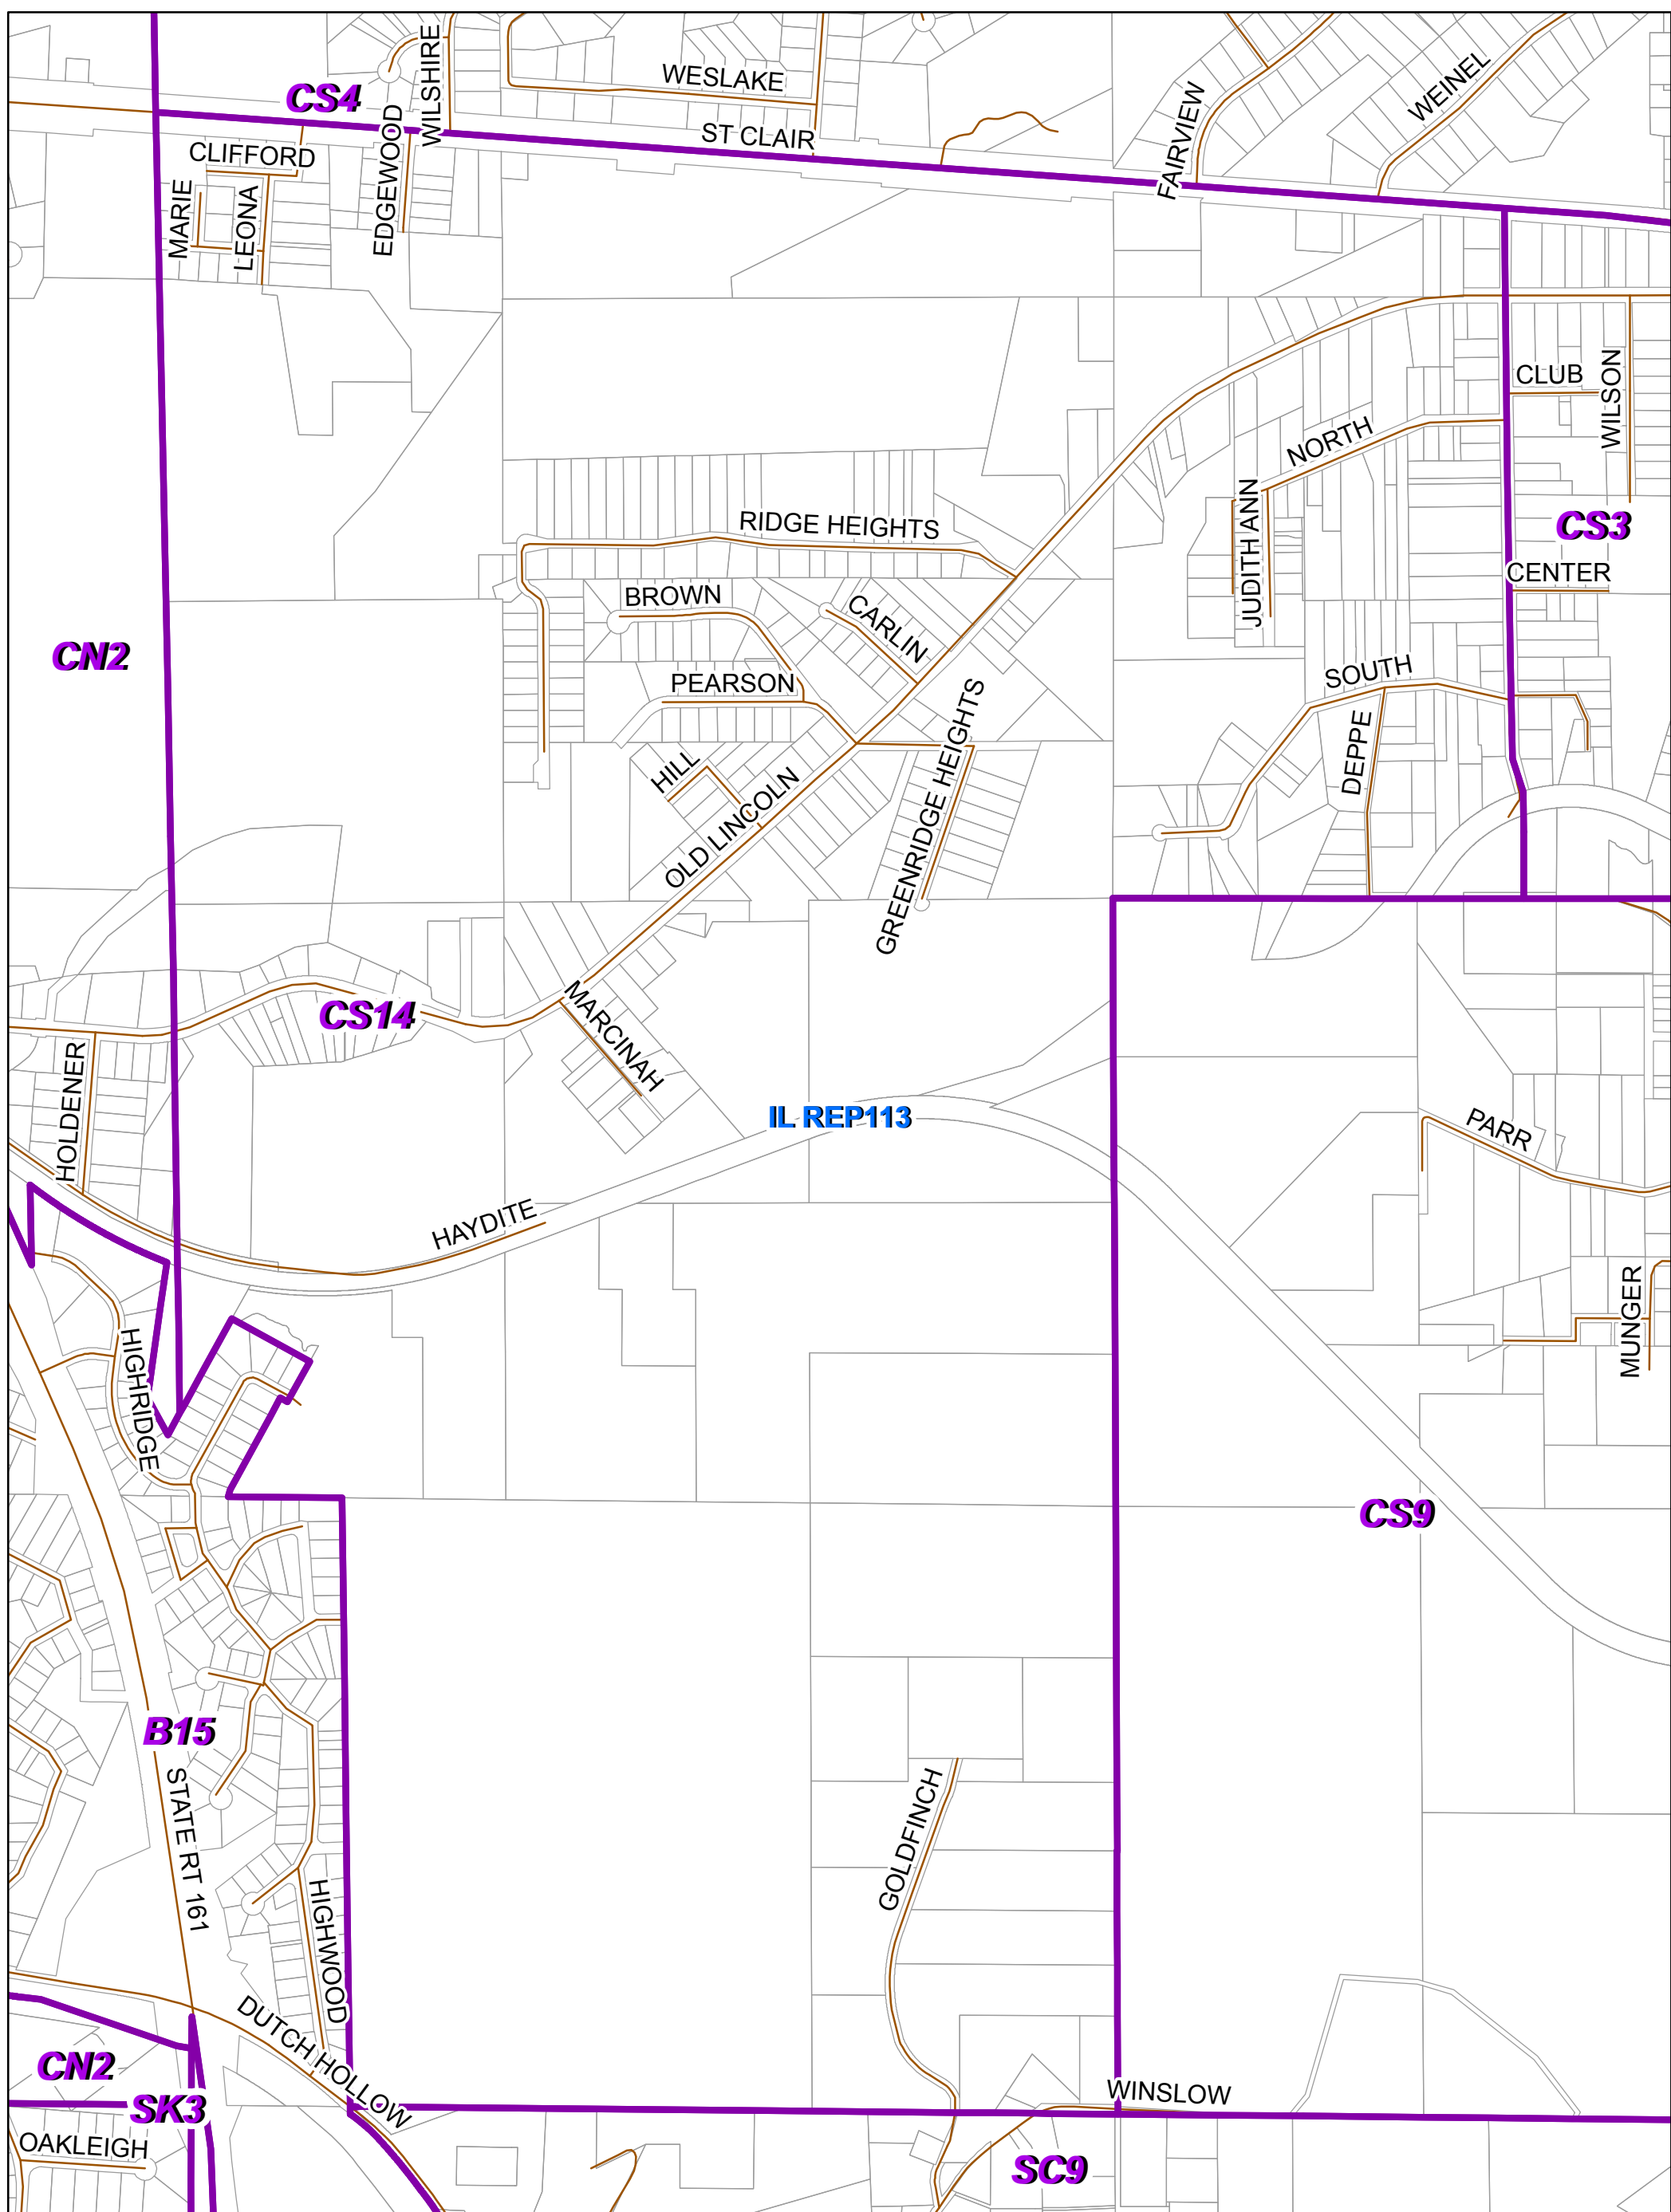 WILSHIRE
WESLAKE
WEINEL
CS4
FAIRVIEW
ST CLAIR
CLIFFORD
EDGEWOOD
MARIE
LEONA
CLUB
WILSON
NORTH
CS3
RIDGE HEIGHTS
JUDITH ANN
CENTER
BROWN
CARLIN
CN2
SOUTH
PEARSON
GREENRIDGE HEIGHTS
DEPPE
HILL
OLD LINCOLN
CS14
MARCINAH
HOLDENER
IL REP113
PARR
HAYDITE
MUNGER
HIGHRIDGE
CS9
B15
STATE RT 161
GOLDFINCH
HIGHWOOD
DUTCH HOLLOW
CN2
WINSLOW
SK3
OAKLEIGH
SC9